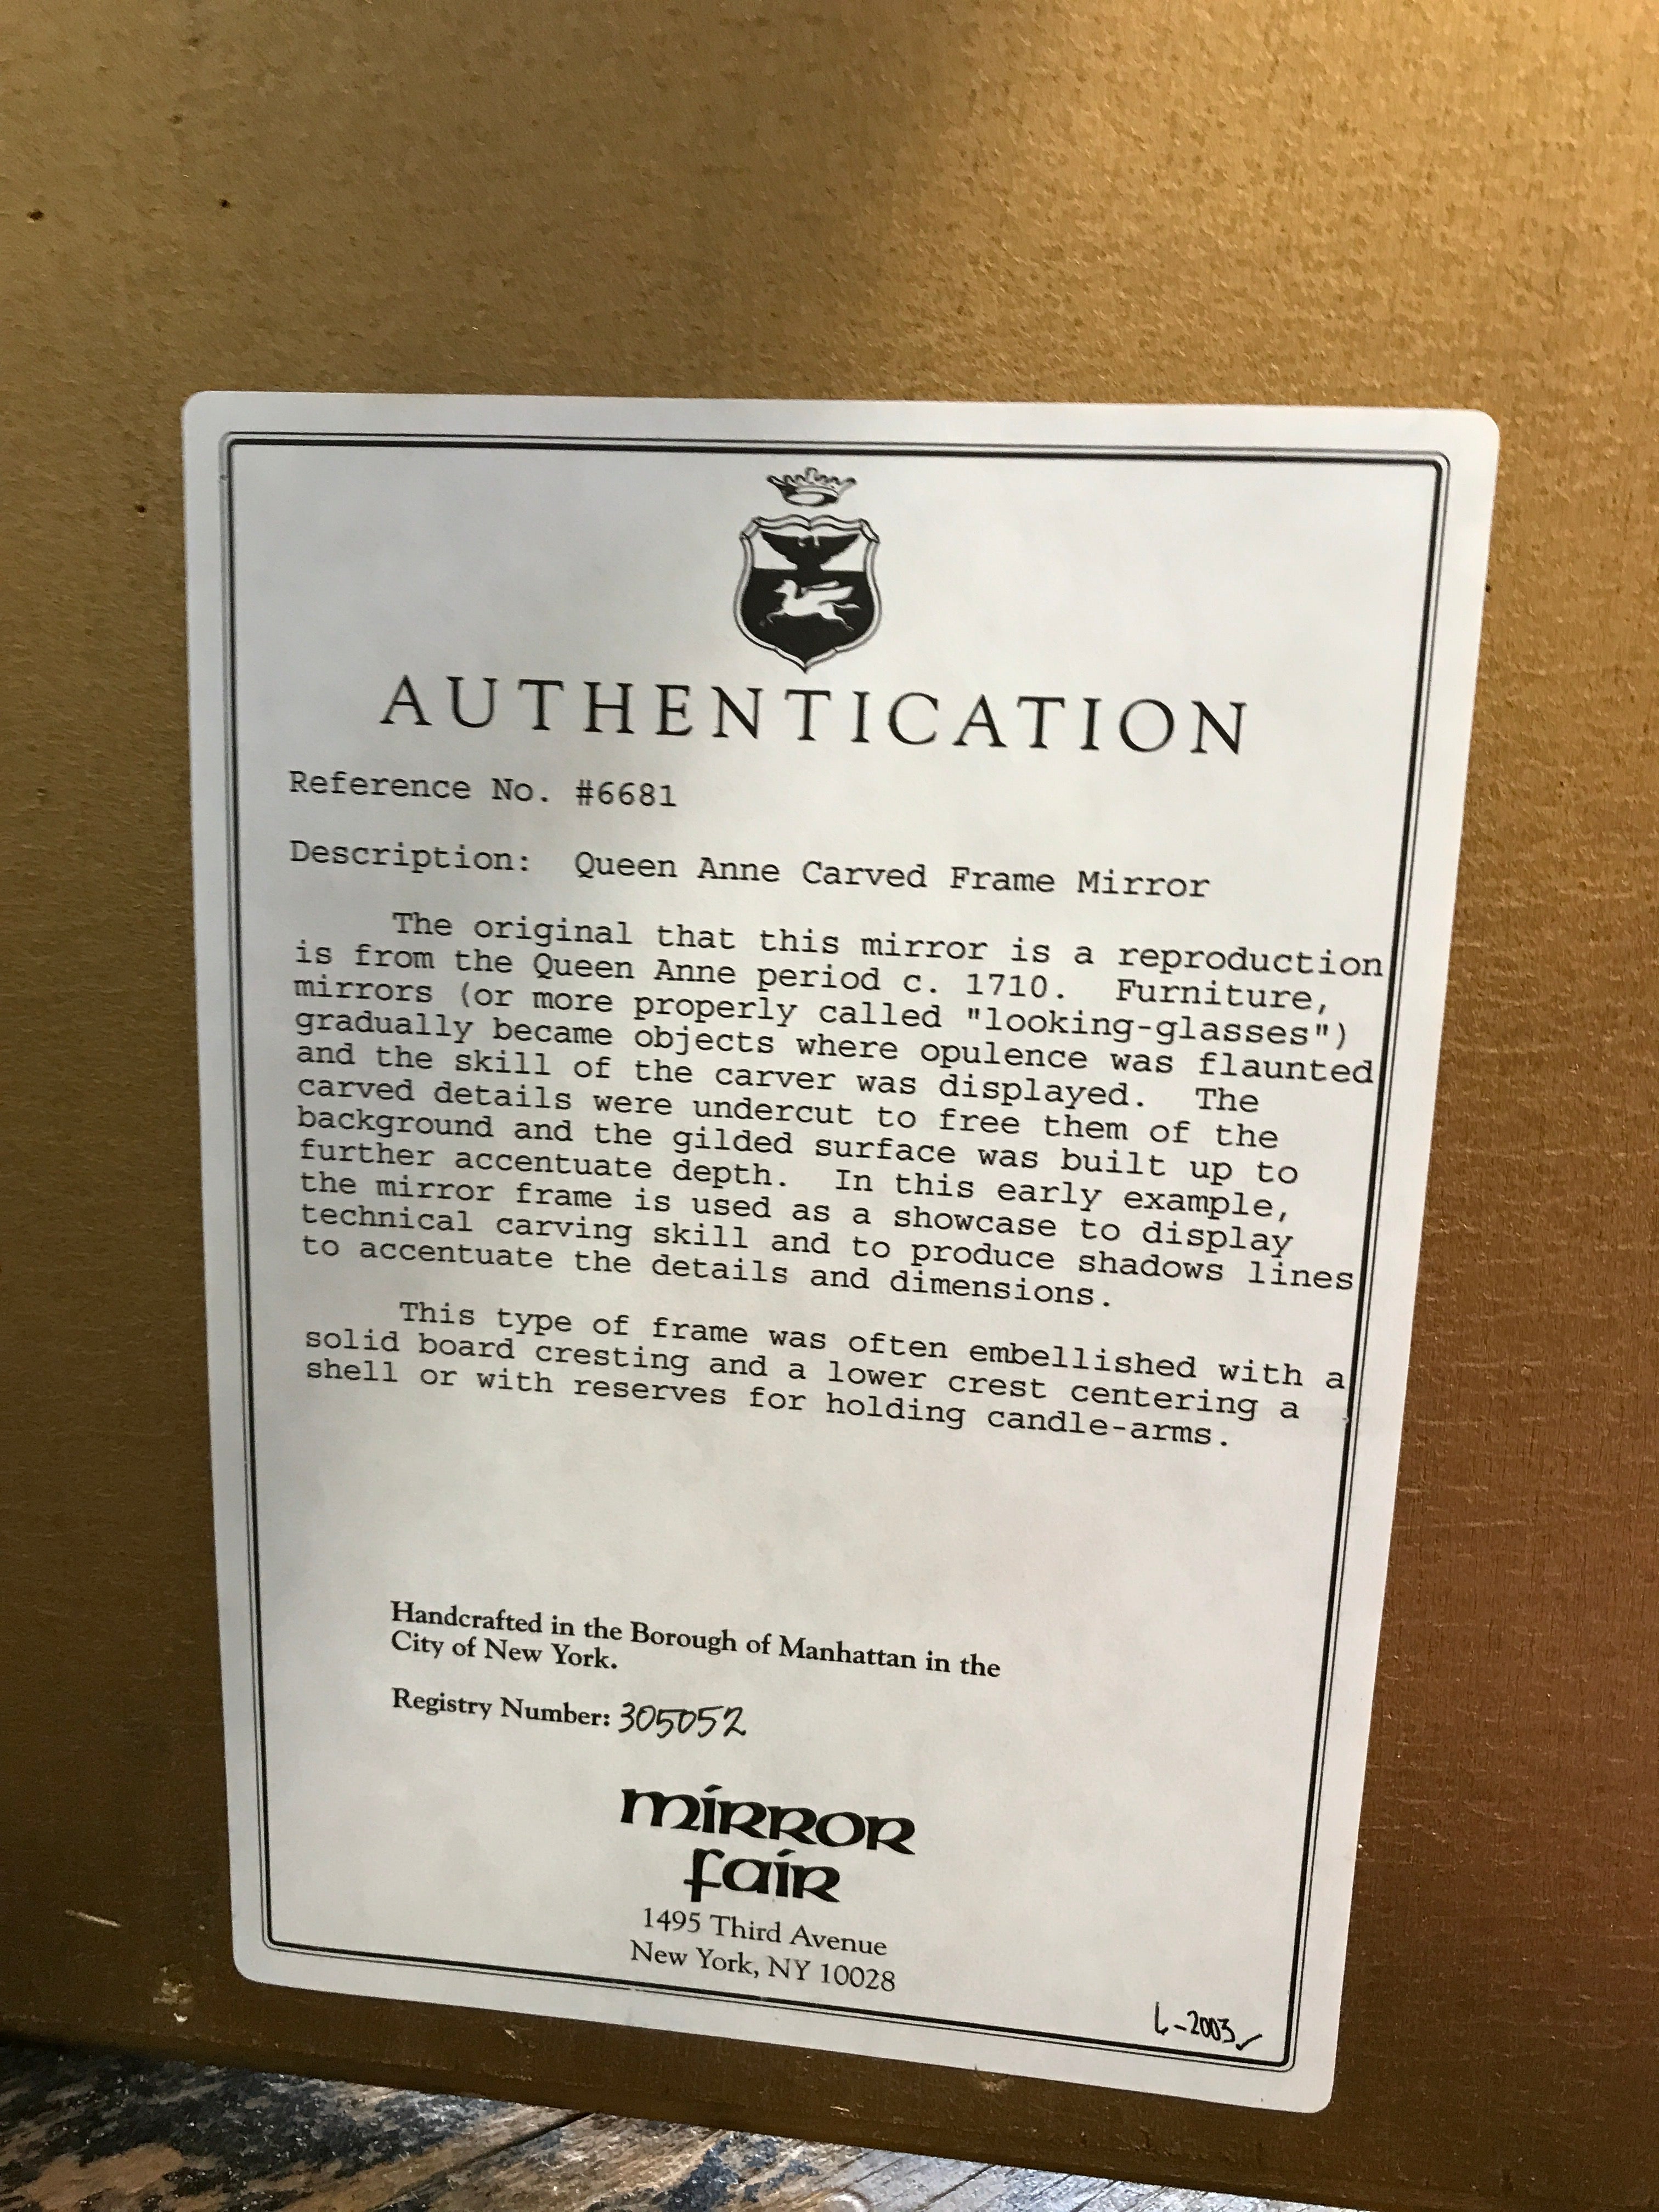 AUTHENTICATION
Reference No. #6681
Description: Queen Anne Carved Frame Mirror
The original that this mirror is a reproduction
is from the Queen Anne period c. 1710. Furniture,
mirrors (or more properly called "looking-glasses")
gradually became objects where opulence was flaunted
and the skill of the carver was displayed. The
carved details were undercut to free them of the
background and the gilded surface was built up to
further accentuate depth. In this early example,
the mirror frame is used as a showcase to display
technical carving skill and to produce shadows lines
to accentuate the details and dimensions.
This type of frame was often embellished with a
solid board cresting and a lower crest centering a
shell or with reserves for holding candle-arms.
Handcrafted in the Borough of Manhattan in the
City of New York.
Registry Number: 305052
mirror
fair
1495 Third Avenue
New York, NY 10028
L-2003